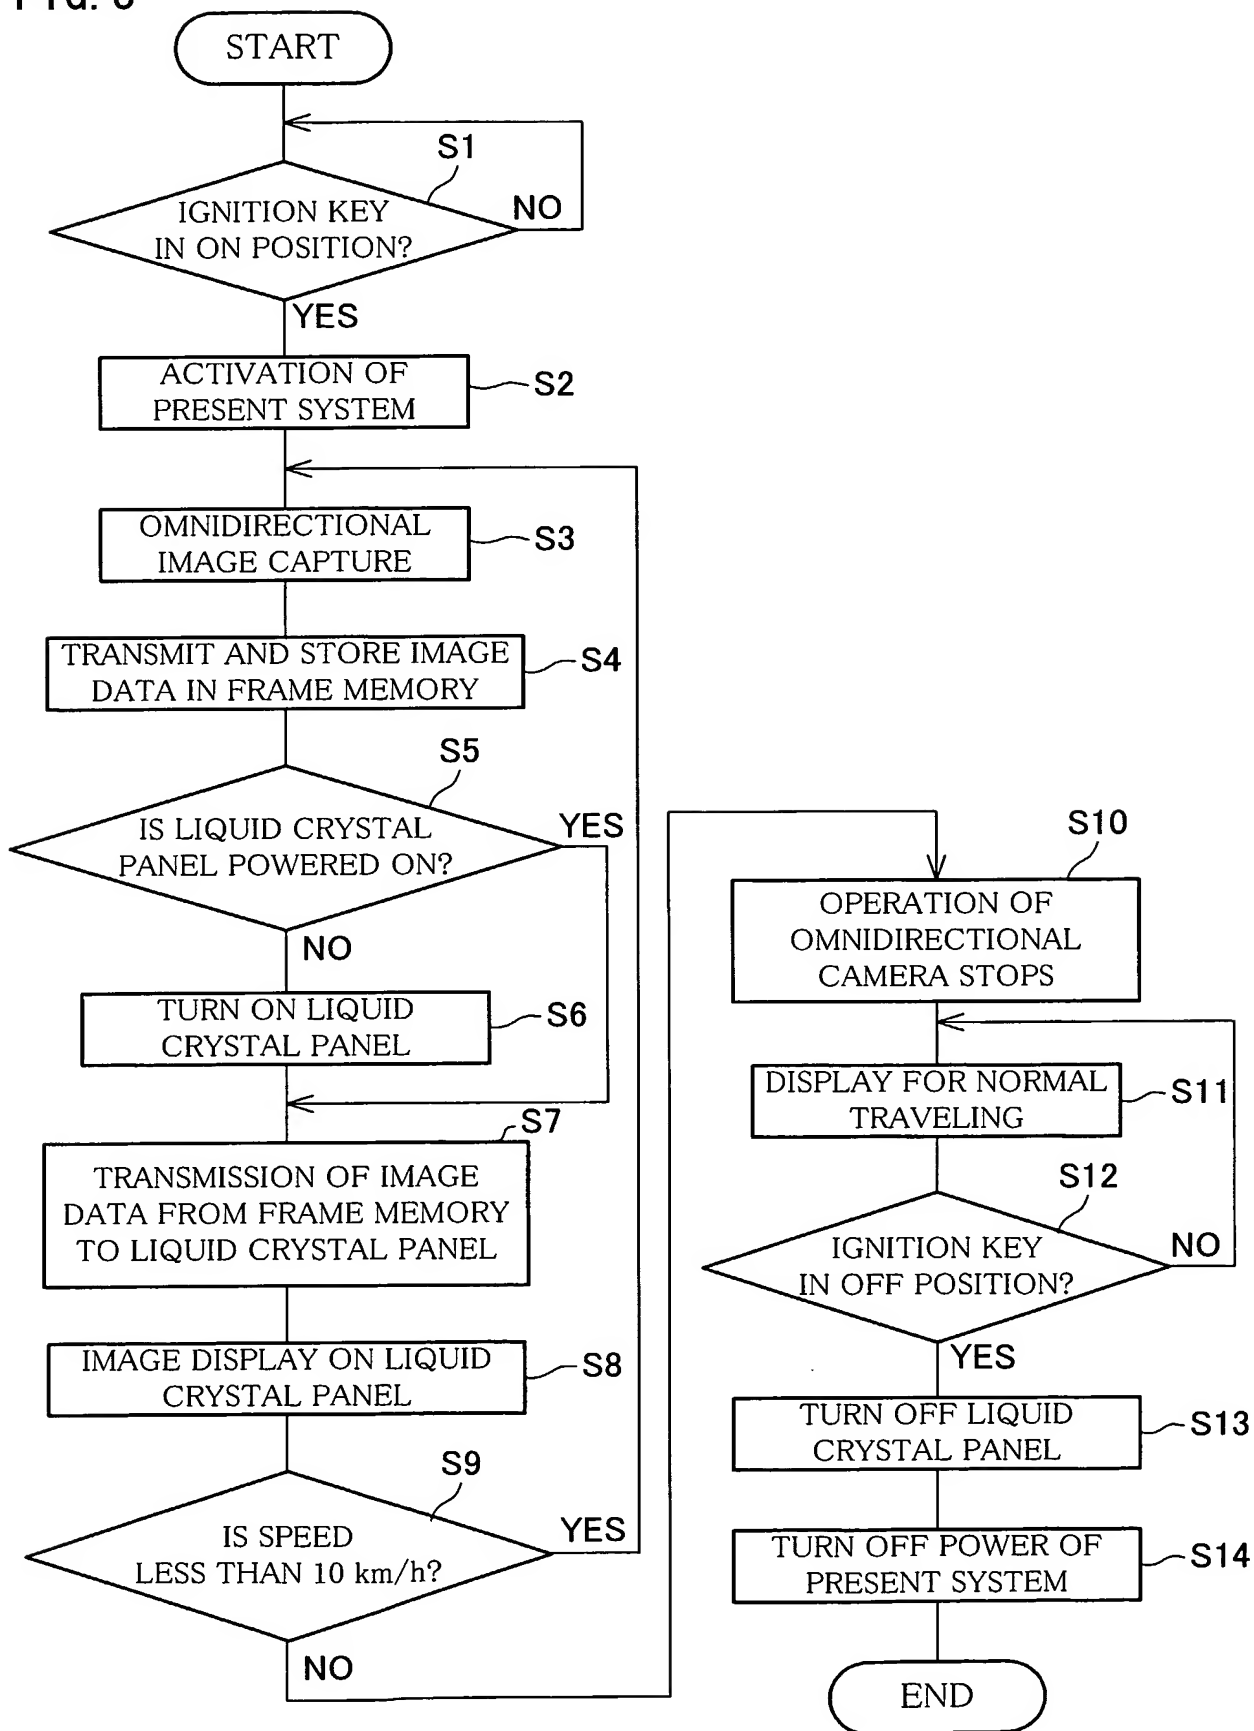 START
S1
IGNITION KEY
IN ON POSITION?
NO
YES
ACTIVATION OF
PRESENT SYSTEM
S2
OMNIDIRECTIONAL
IMAGE CAPTURE
S3
TRANSMIT AND STORE IMAGE
DATA IN FRAME MEMORY
S4
S5
IS LIQUID CRYSTAL
PANEL POWERED ON?
YES
NO
TURN ON LIQUID
CRYSTAL PANEL
S6
S7
TRANSMISSION OF IMAGE
DATA FROM FRAME MEMORY
TO LIQUID CRYSTAL PANEL
IMAGE DISPLAY ON LIQUID
CRYSTAL PANEL
S8
S9
IS SPEED
LESS THAN 10 km/h?
YES
NO
S10
OPERATION OF
OMNIDIRECTIONAL
CAMERA STOPS
DISPLAY FOR NORMAL
TRAVELING
S11
S12
IGNITION KEY
IN OFF POSITION?
NO
YES
TURN OFF LIQUID
CRYSTAL PANEL
S13
TURN OFF POWER OF
PRESENT SYSTEM
S14
END